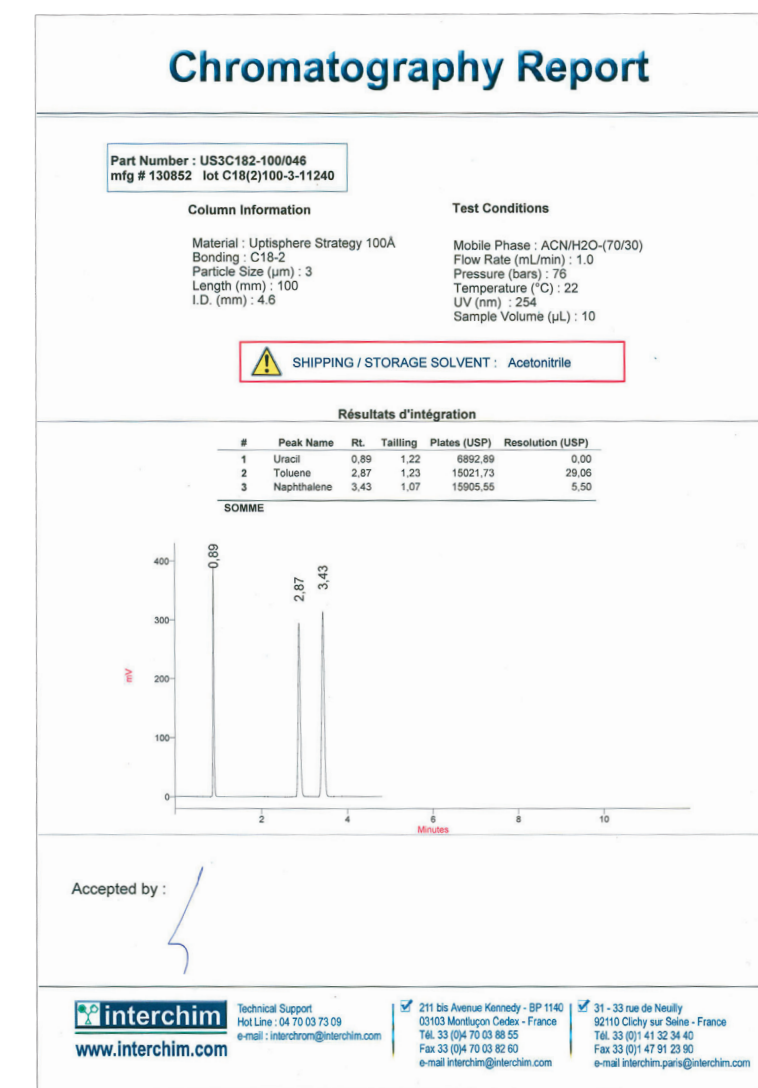 Chromatography Report
Part Number : US3C182-100/046
mfg # 130852 lot C18(2)100-3-11240
Column Information
Material : Uptisphere Strategy 100Å
Bonding : C18-2
Particle Size (µm) : 3
Length (mm) : 100
I.D. (mm) : 4.6
Test Conditions
Mobile Phase : ACN/H2O-(70/30)
Flow Rate (mL/min) : 1.0
Pressure (bars) : 76
Temperature (°C) : 22
UV (nm) : 254
Sample Volume (µL) : 10
SHIPPING / STORAGE SOLVENT : Acetonitrile
Résultats d'intégration
# Peak Name Rt. Tailling Plates (USP) Resolution (USP)
1 Uracil 0,89 1,22 6892,89 0,00
2 Toluene 2,87 1,23 15021,73 29,06
3 Naphthalene 3,43 1,07 15905,55 5,50
SOMME
0,89
2,87
3,43
400
300
200
100
0
mV
2 4 6 8 10
Minutes
Accepted by :
interchim
www.interchim.com
Technical Support
Hot Line : 04 70 03 73 09
e-mail : interchrom@interchim.com
211 bis Avenue Kennedy - BP 1140
03103 Montluçon Cedex - France
Tél. 33 (0)4 70 03 88 55
Fax 33 (0)4 70 03 82 60
e-mail interchim@interchim.com
31 - 33 rue de Neuilly
92110 Clichy sur Seine - France
Tél. 33 (0)1 41 32 34 40
Fax 33 (0)1 47 91 23 90
e-mail interchim.paris@interchim.com